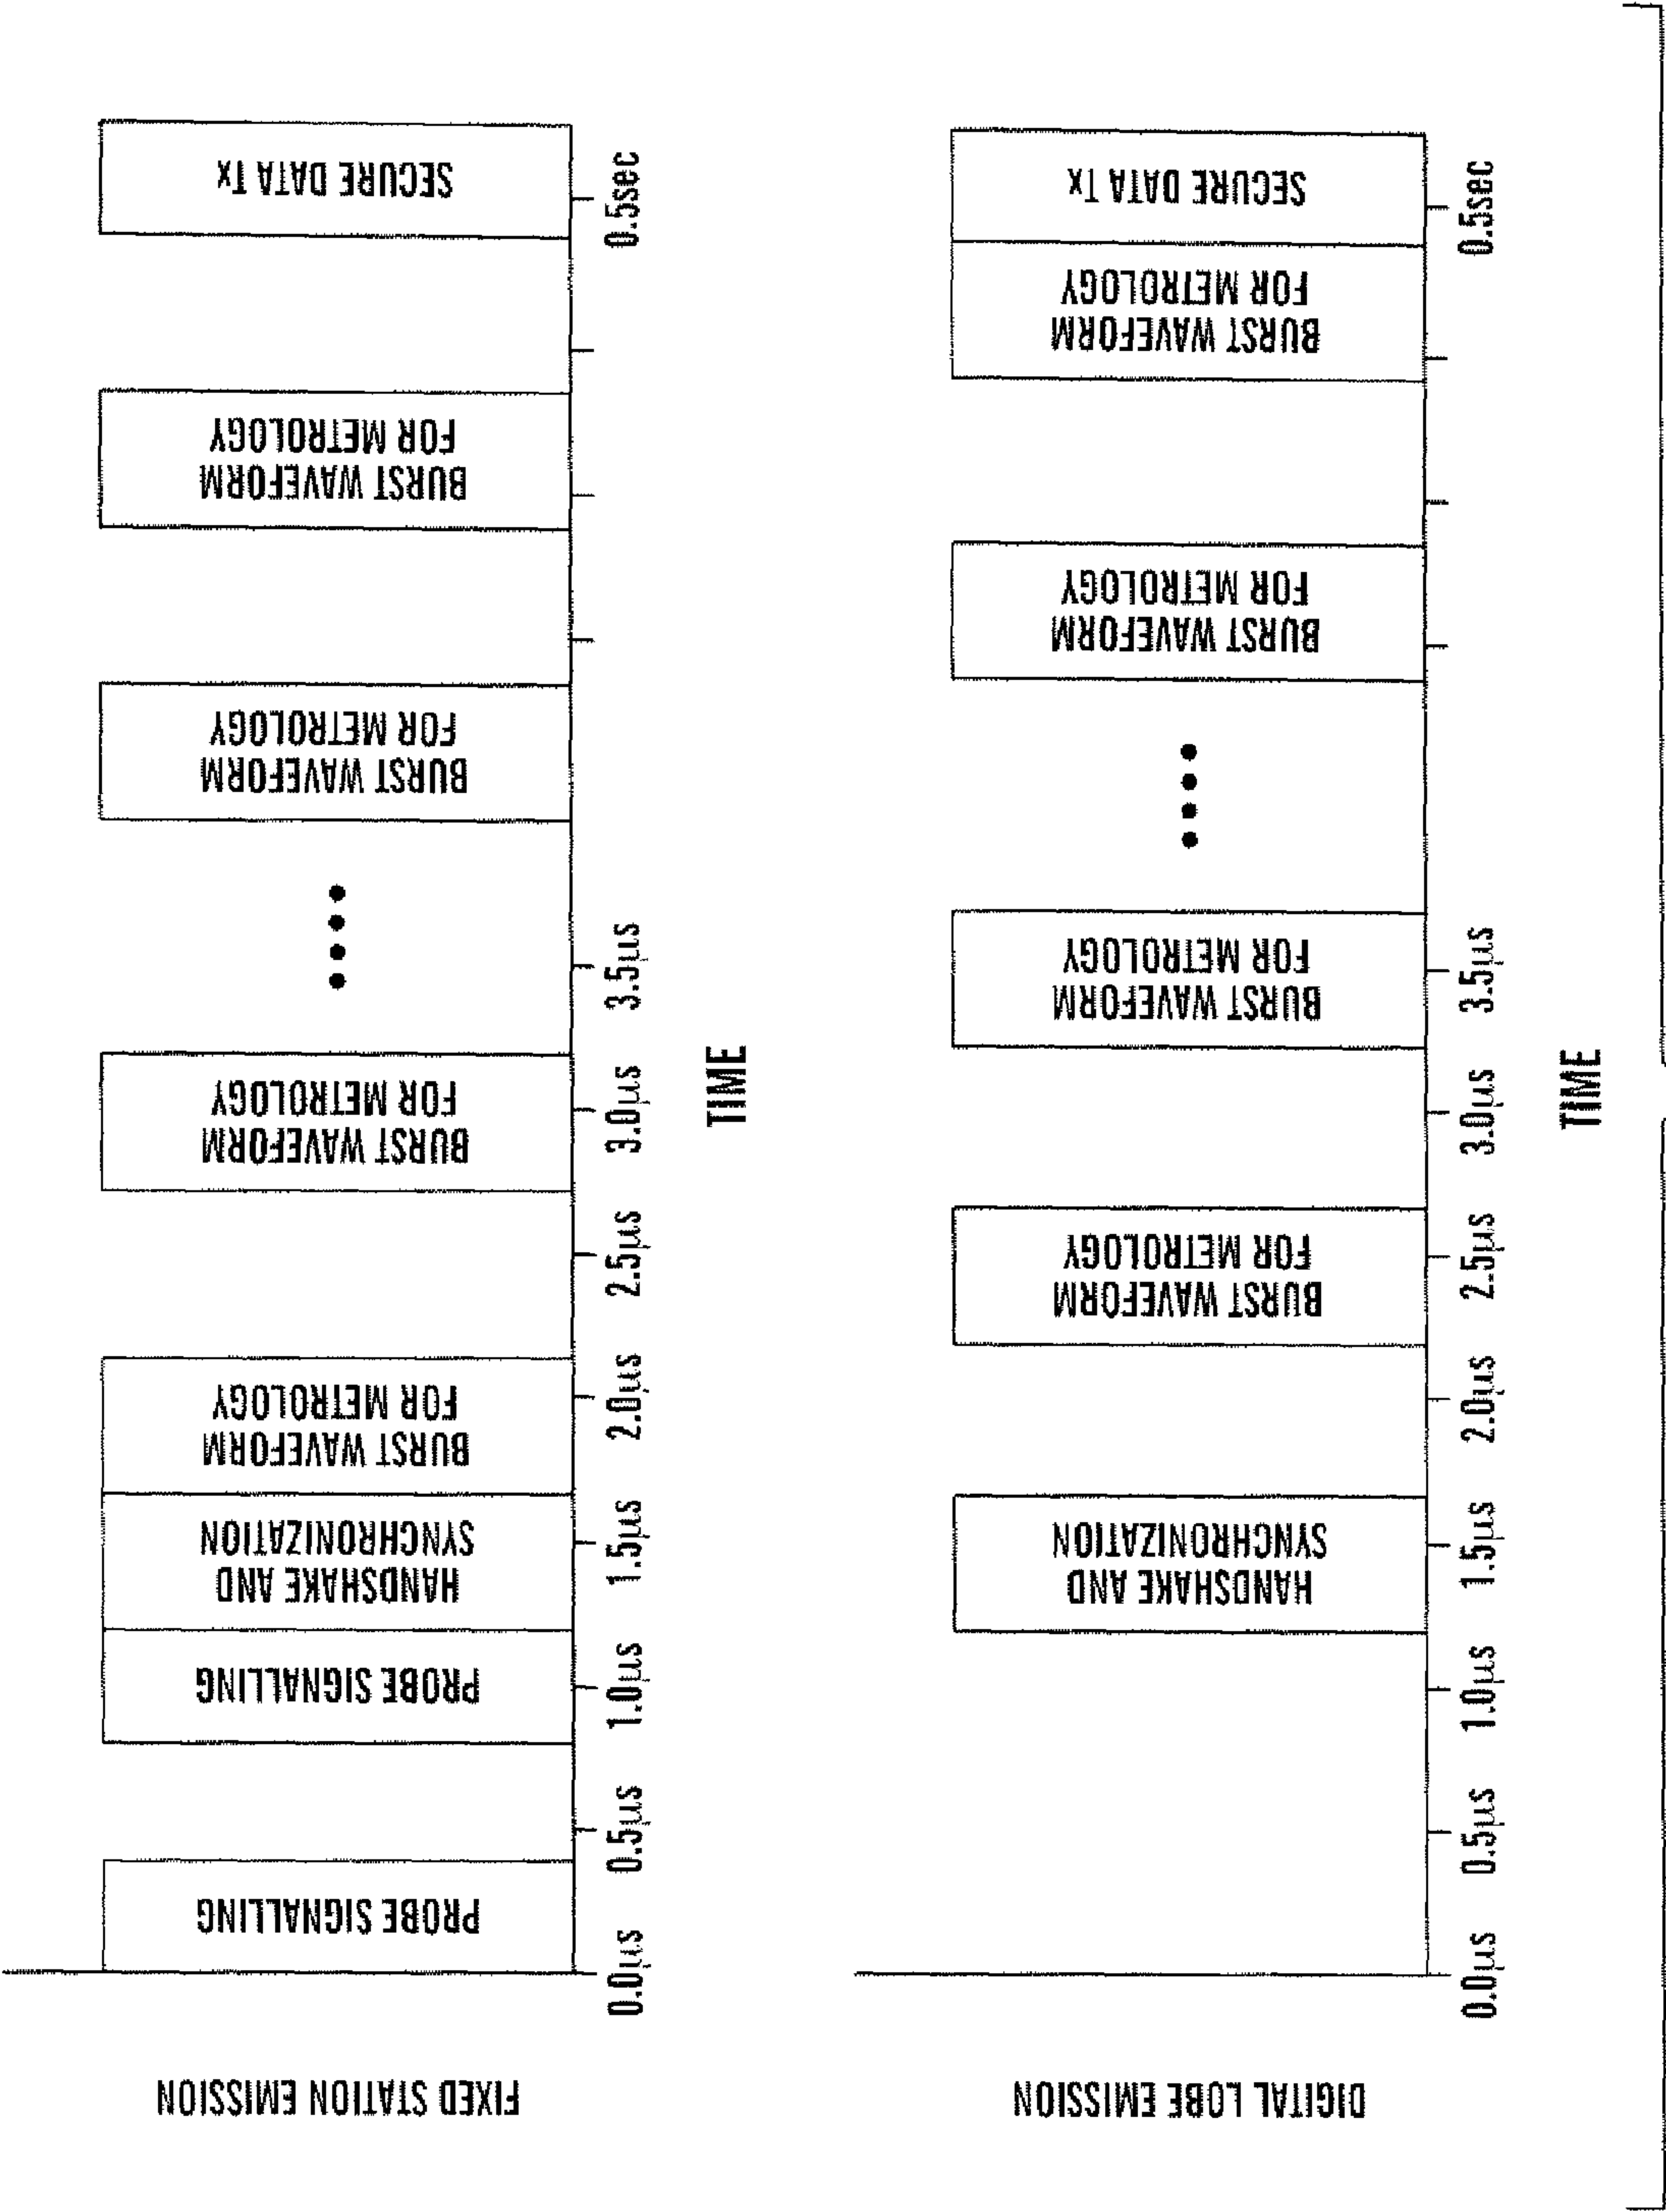 FIXED STATION EMISSION
PROBE SIGNALLING
PROBE SIGNALLING
HANDSHAKE AND
SYNCHRONIZATION
BURST WAVEFORM
FOR METROLOGY
BURST WAVEFORM
FOR METROLOGY
BURST WAVEFORM
FOR METROLOGY
BURST WAVEFORM
FOR METROLOGY
SECURE DATA Tx
0.0µs
0.5µs
1.0µs
1.5µs
2.0µs
2.5µs
3.0µs
3.5µs
0.5sec
TIME
DIGITAL LOBE EMISSION
HANDSHAKE AND
SYNCHRONIZATION
BURST WAVEFORM
FOR METROLOGY
BURST WAVEFORM
FOR METROLOGY
BURST WAVEFORM
FOR METROLOGY
BURST WAVEFORM
FOR METROLOGY
SECURE DATA Tx
0.0µs
0.5µs
1.0µs
1.5µs
2.0µs
2.5µs
3.0µs
3.5µs
0.5sec
TIME